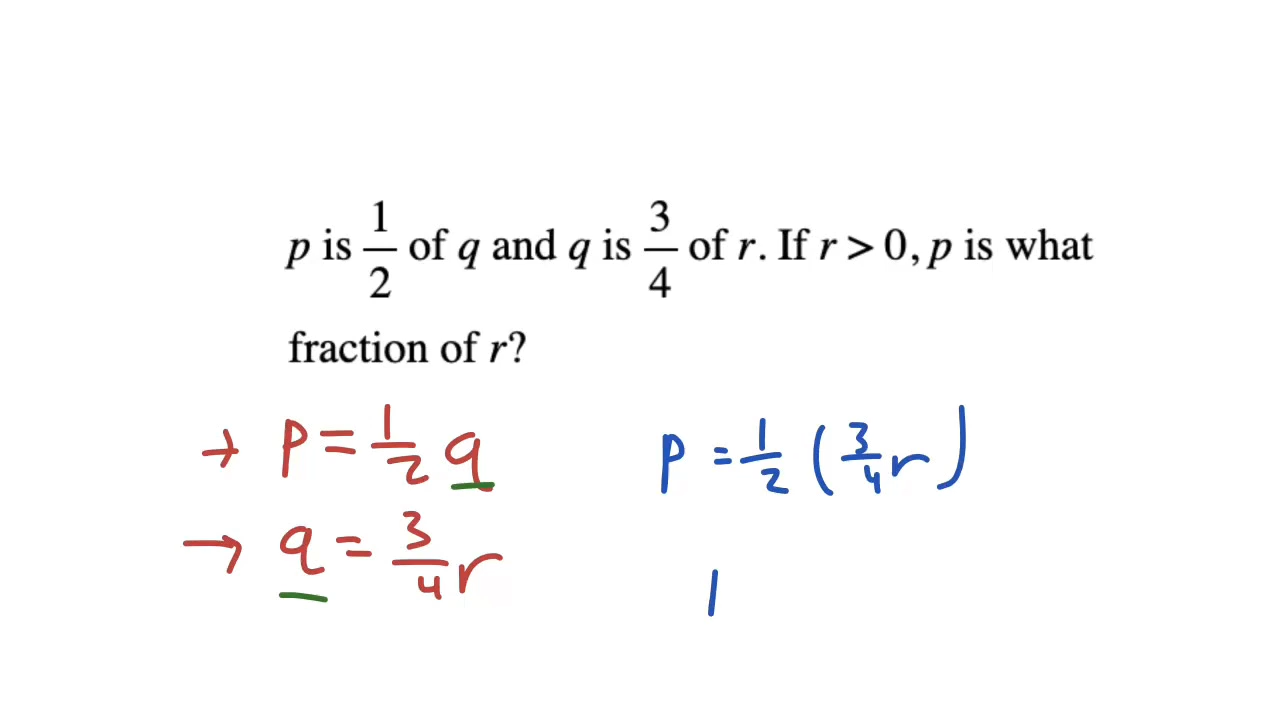 p is 1/2 of q and q is 3/4 of r. If r > 0, p is what
fraction of r?
→ p = 1/2 q
→ q = 3/4 r
p = 1/2 (3/4 r)